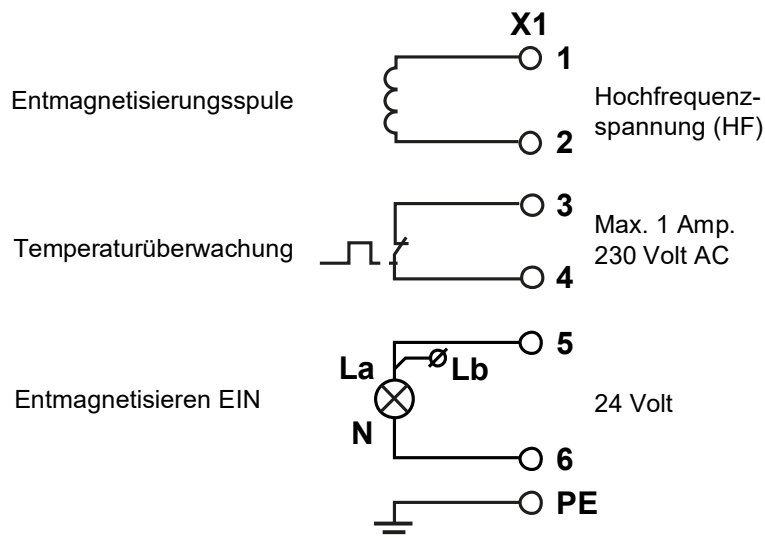 X1
1
Entmagnetisierungsspule
Hochfrequenz-
spannung (HF)
2
3
Temperaturüberwachung
Max. 1 Amp.
230 Volt AC
4
5
La
Lb
Entmagnetisieren EIN
24 Volt
N
6
PE